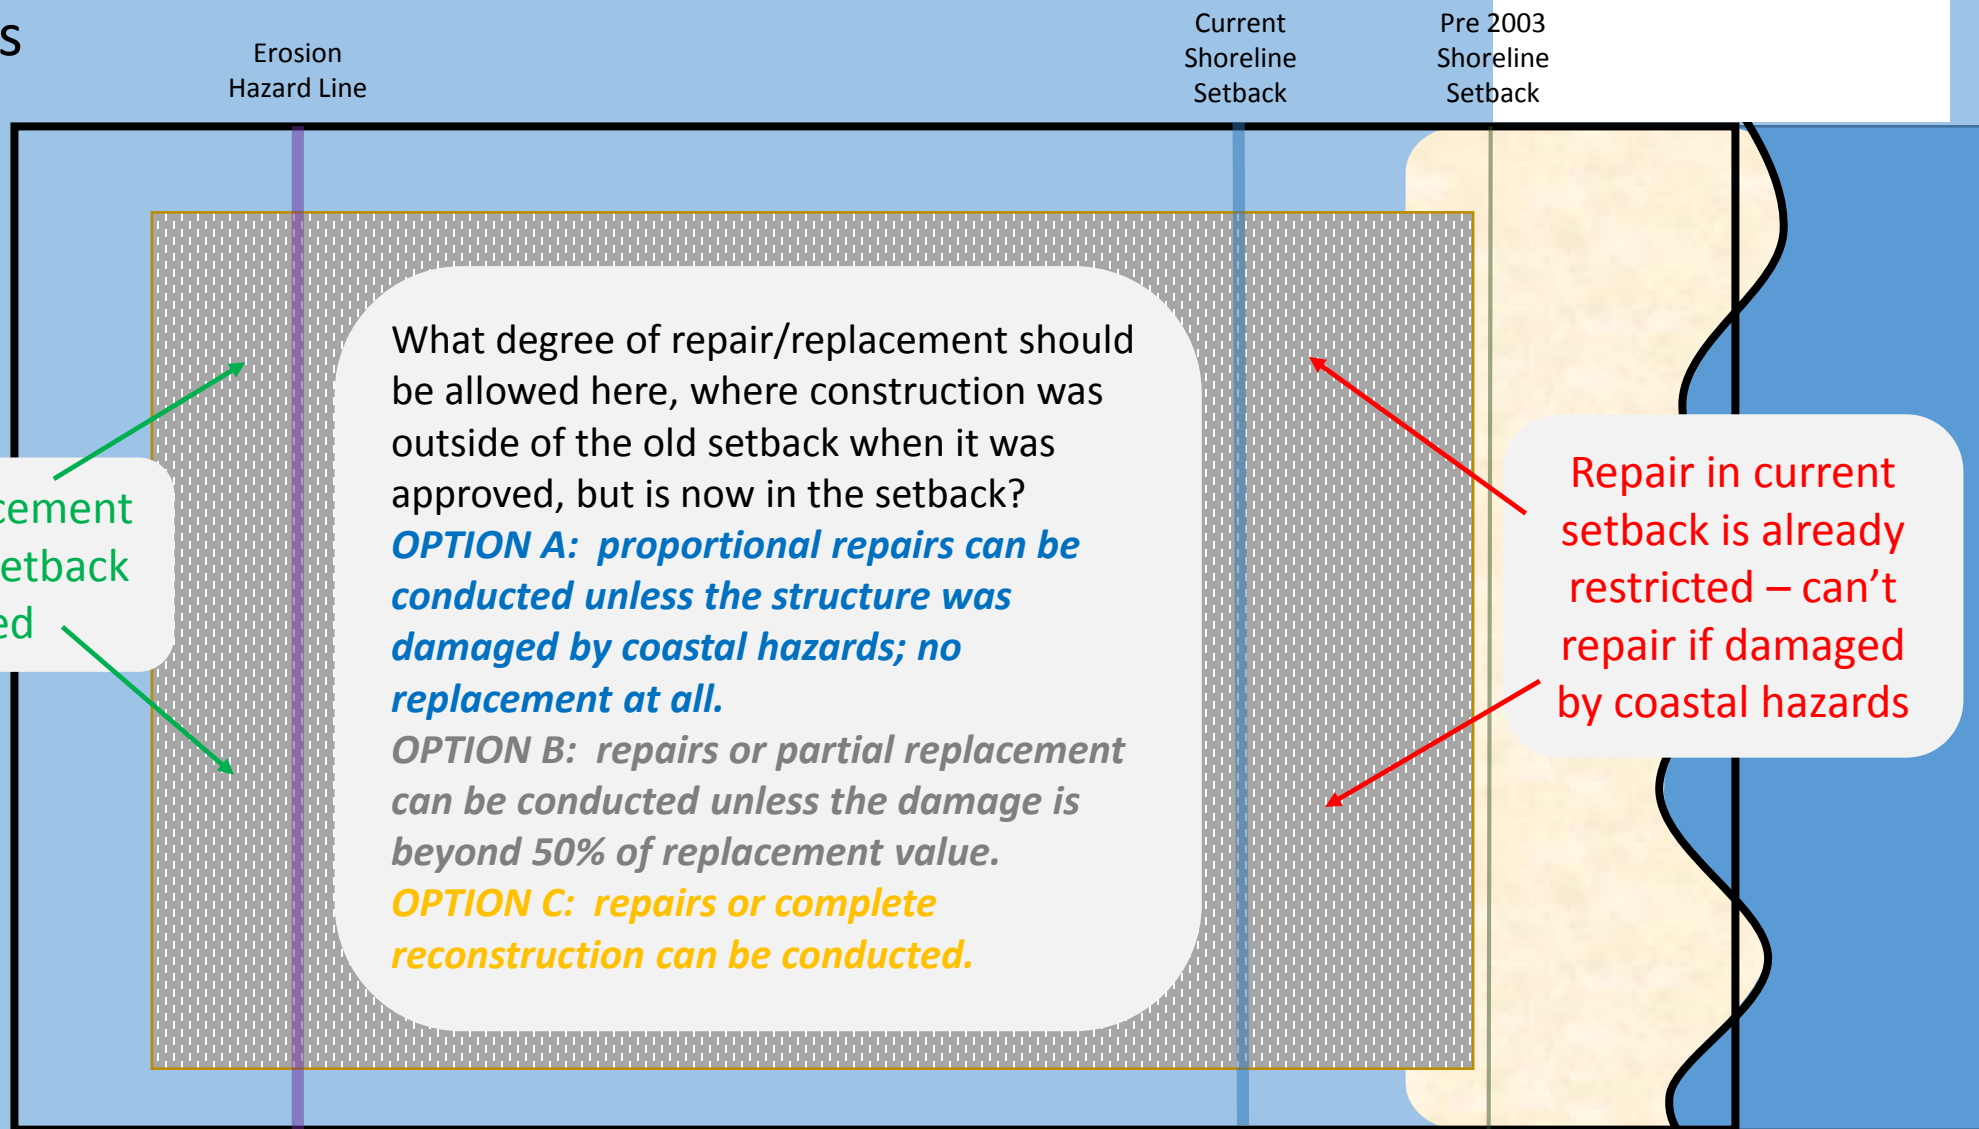 s
Erosion
Hazard Line
Current
Shoreline
Setback
Pre 2003
Shoreline
Setback
cement
etback
ed
What degree of repair/replacement should
be allowed here, where construction was
outside of the old setback when it was
approved, but is now in the setback?
OPTION A:  proportional repairs can be
conducted unless the structure was
damaged by coastal hazards; no
replacement at all.
OPTION B:  repairs or partial replacement
can be conducted unless the damage is
beyond 50% of replacement value.
OPTION C:  repairs or complete
reconstruction can be conducted.
Repair in current
setback is already
restricted – can’t
repair if damaged
by coastal hazards